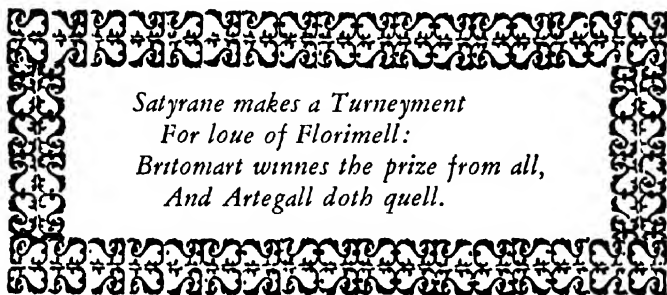 Satyrane makes a Turneyment
For loue of Florimell:
Britomart winnes the prize from all,
And Artegall doth quell.